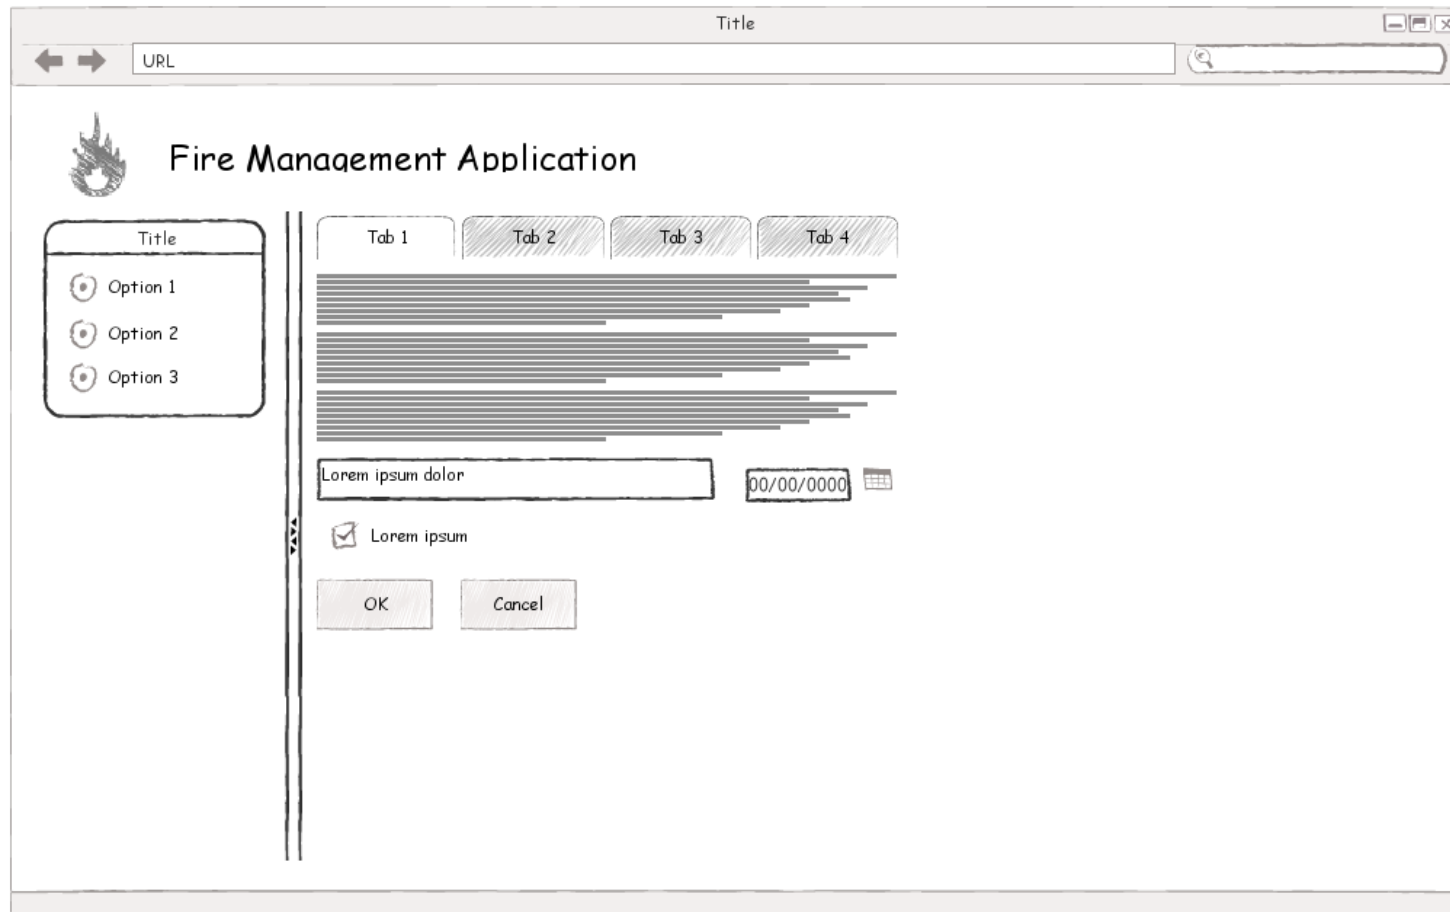 Title
URL
Fire Management Application
Title
Option 1
Option 2
Option 3
Tab 1 Tab 2 Tab 3 Tab 4
Lorem ipsum dolor
00/00/0000
Lorem ipsum
OK Cancel